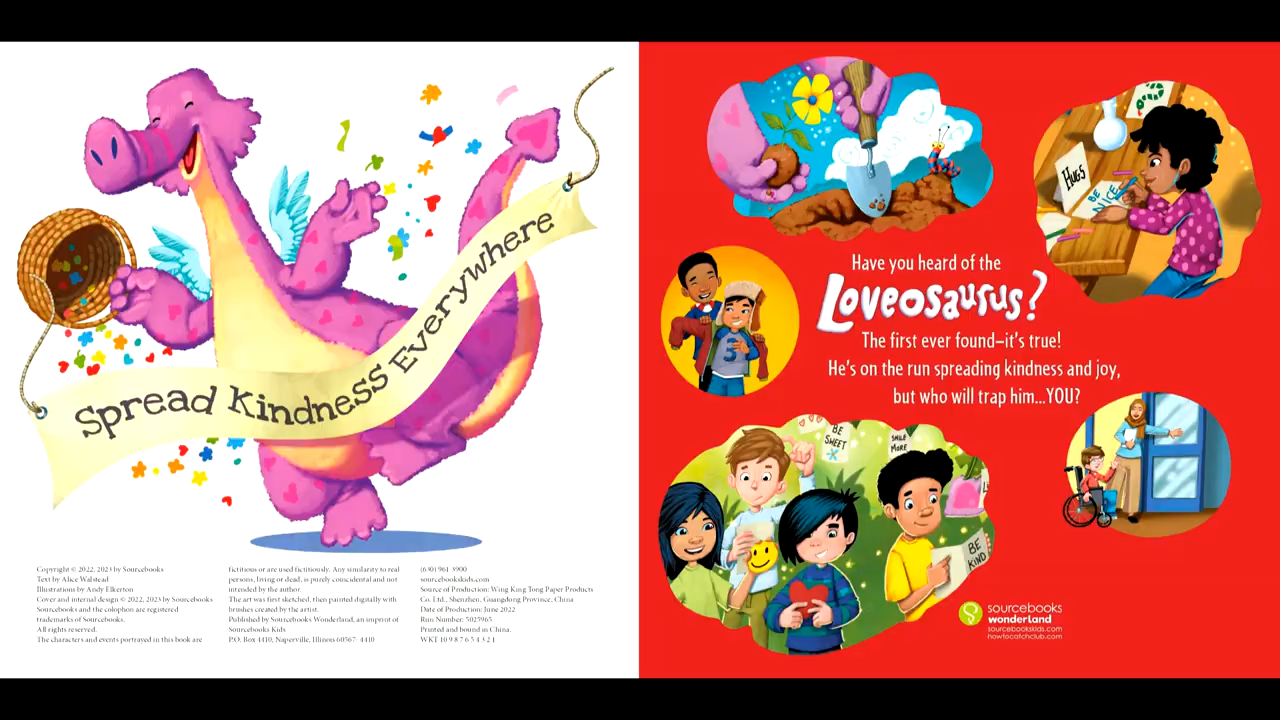 Spread Kindness Everywhere
Copyright © 2022, 2023 by Sourcebooks
Text by Alice Walstead
Illustrations by Andy Elkerton
Cover and internal design © 2022, 2023 by Sourcebooks
Sourcebooks and the colophon are registered
trademarks of Sourcebooks.
All rights reserved.
The characters and events portrayed in this book are
fictitious or are used fictitiously. Any similarity to real
persons, living or dead, is purely coincidental and not
intended by the author.
The art was first sketched, then painted digitally with
brushes created by the artist.
Published by Sourcebooks Wonderland, an imprint of
Sourcebooks Kids
P.O. Box 4410, Naperville, Illinois 60567-4410
(630) 961-3900
sourcebookskids.com
Source of Production: Wing King Tong Paper Products
Co. Ltd., Shenzhen, Guangdong Province, China
Date of Production: June 2022
Run Number: 5025965
Printed and bound in China.
WKT 10 9 8 7 6 5 4 3 2 1
HUGS
BE
NICE
Have you heard of the
Loveosaurus?
The first ever found–it's true!
He's on the run spreading kindness and joy,
but who will trap him...YOU?
BE
SWEET
SMILE
MORE
BE
KIND
sourcebooks
wonderland
sourcebookskids.com
howtocatchclub.com